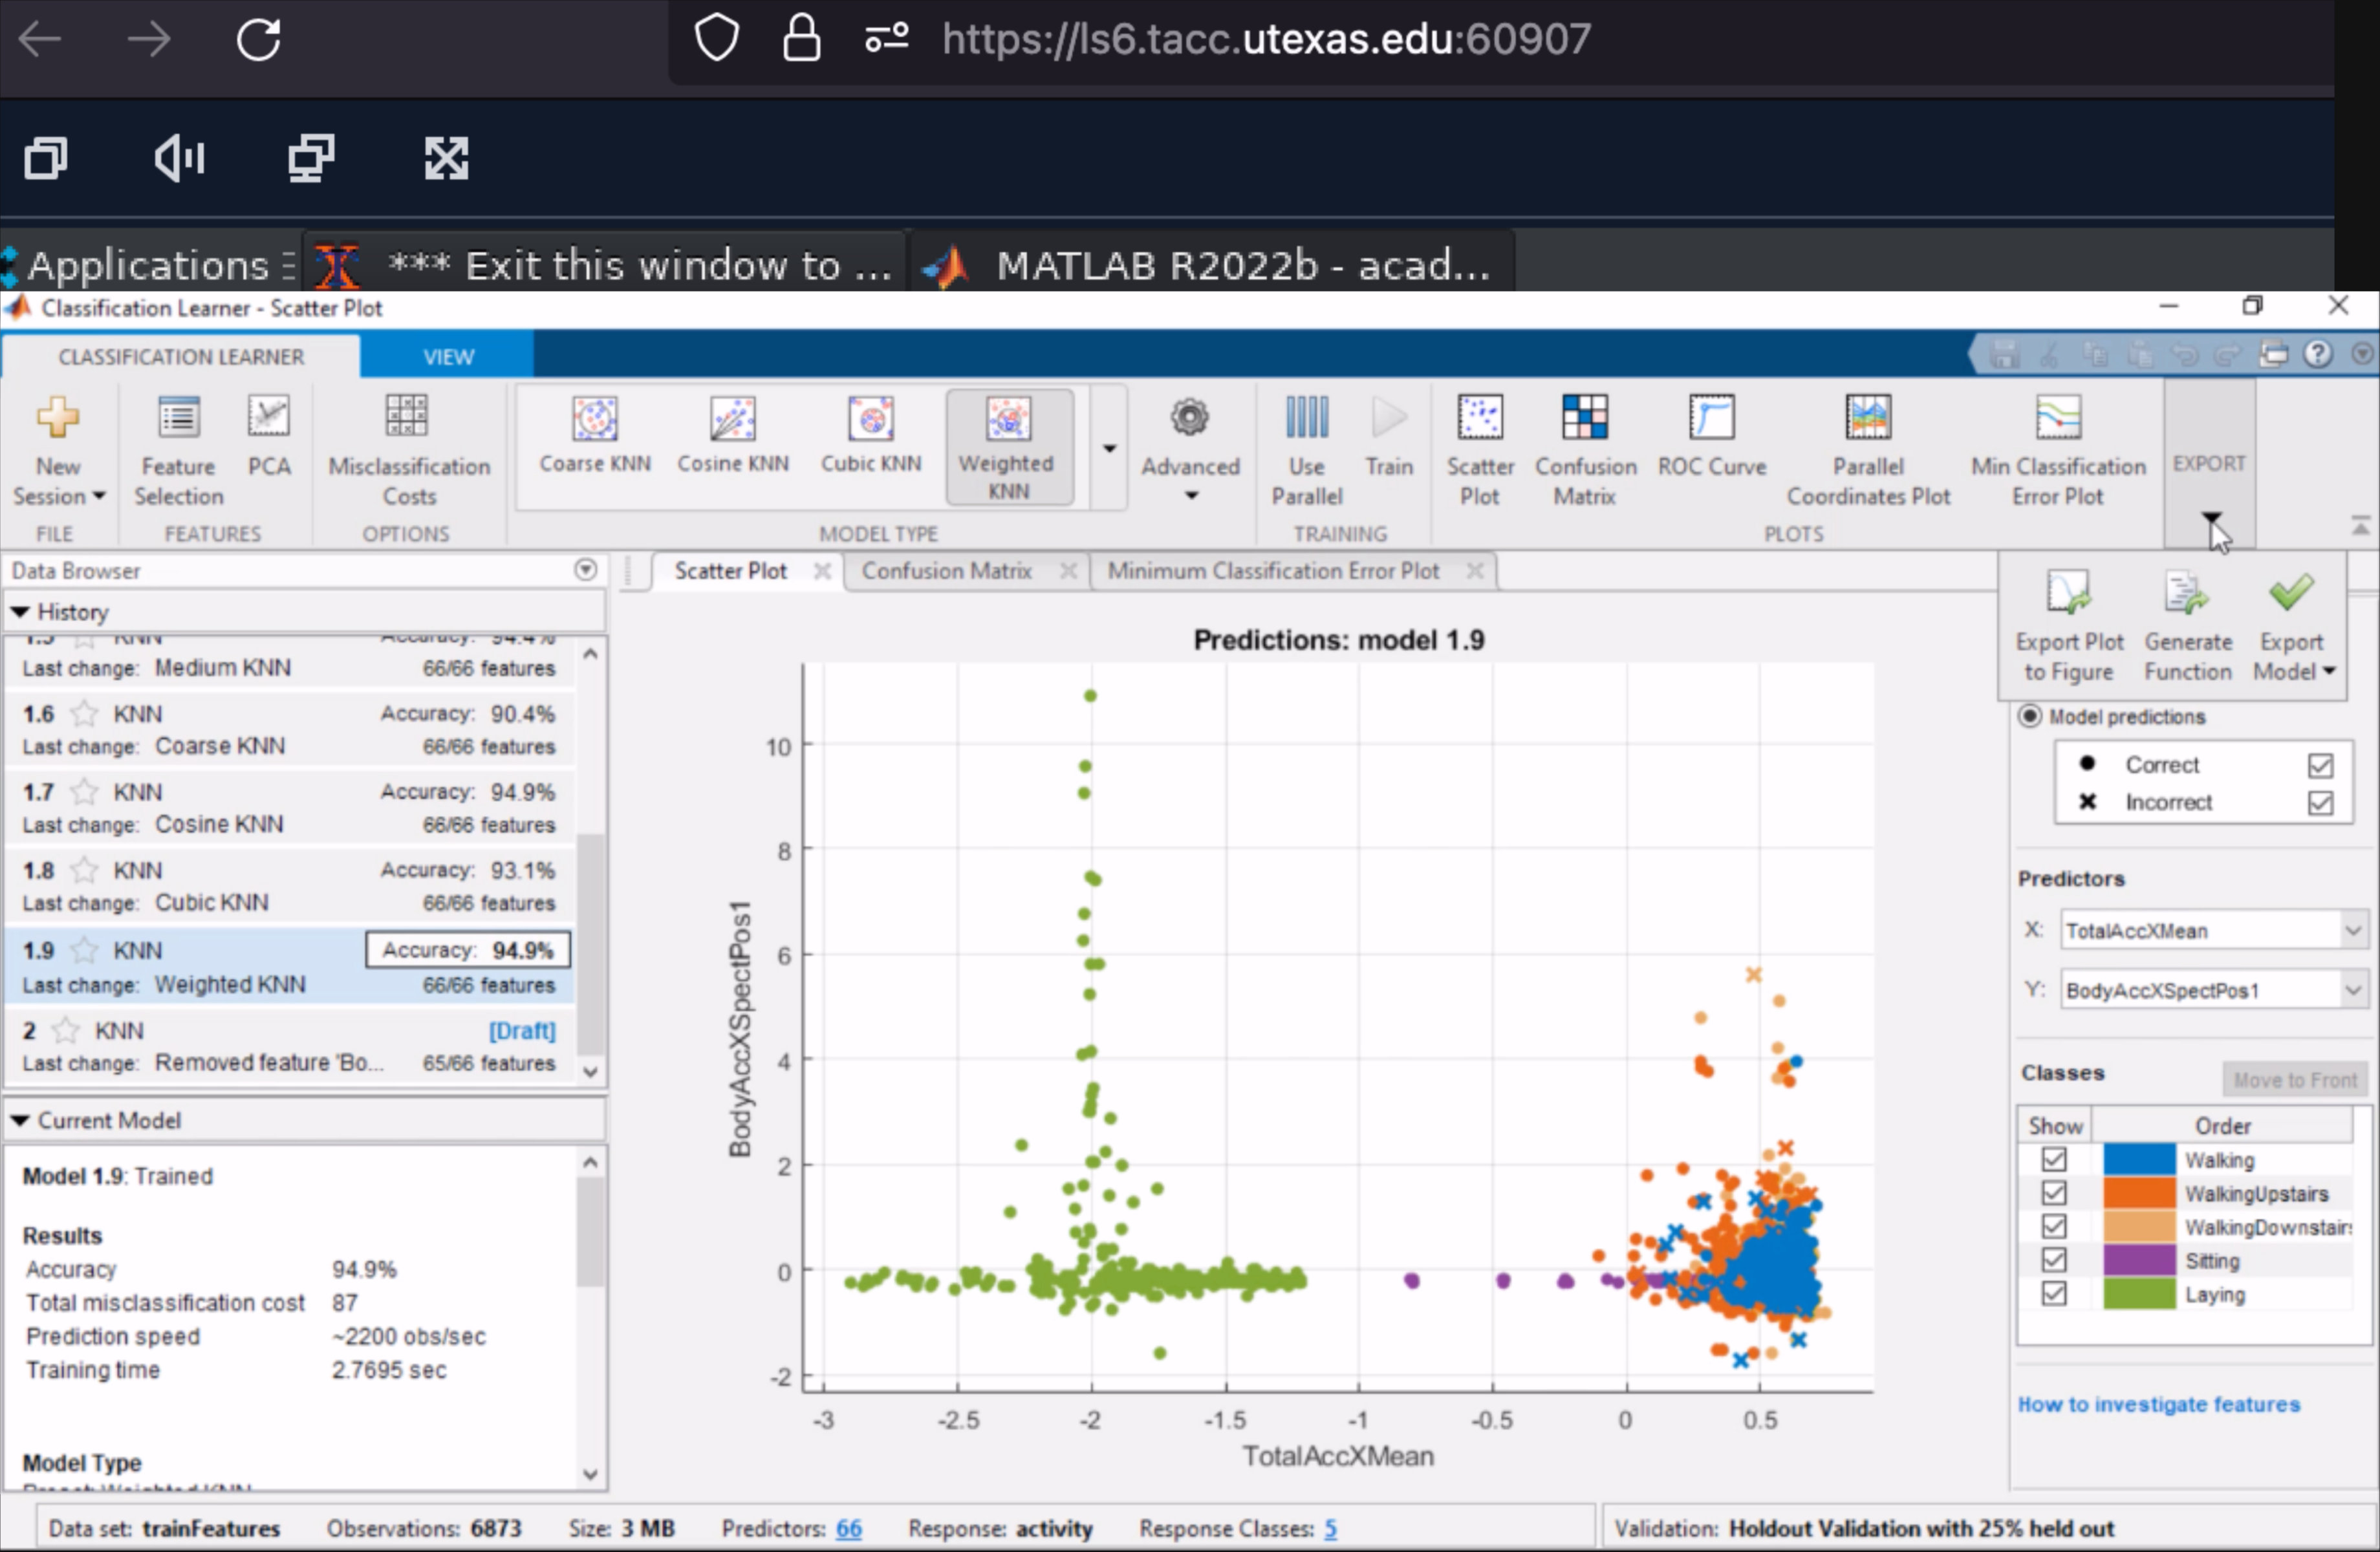 https://ls6.tacc.utexas.edu:60907
Applications
*** Exit this window to ...
MATLAB R2022b - acad...
Classification Learner - Scatter Plot
CLASSIFICATION LEARNER
VIEW
New Session
Feature Selection
PCA
Misclassification Costs
Coarse KNN
Cosine KNN
Cubic KNN
Weighted KNN
Advanced
Use Parallel
Train
Scatter Plot
Confusion Matrix
ROC Curve
Parallel Coordinates Plot
Min Classification Error Plot
EXPORT
FILE
FEATURES
OPTIONS
MODEL TYPE
TRAINING
PLOTS
Export Plot to Figure
Generate Function
Export Model
Data Browser
History
1.5 KNN Accuracy: 94.4%
Last change: Medium KNN 66/66 features
1.6 KNN Accuracy: 90.4%
Last change: Coarse KNN 66/66 features
1.7 KNN Accuracy: 94.9%
Last change: Cosine KNN 66/66 features
1.8 KNN Accuracy: 93.1%
Last change: Cubic KNN 66/66 features
1.9 KNN Accuracy: 94.9%
Last change: Weighted KNN 66/66 features
2 KNN [Draft]
Last change: Removed feature 'Bo... 65/66 features
Current Model
Model 1.9: Trained
Results
Accuracy 94.9%
Total misclassification cost 87
Prediction speed ~2200 obs/sec
Training time 2.7695 sec
Model Type
Preset: Weighted KNN
Scatter Plot
Confusion Matrix
Minimum Classification Error Plot
Predictions: model 1.9
BodyAccXSpectPos1
10
8
6
4
2
0
-2
-3 -2.5 -2 -1.5 -1 -0.5 0 0.5
TotalAccXMean
Model predictions
Correct
Incorrect
Predictors
X: TotalAccXMean
Y: BodyAccXSpectPos1
Classes
Move to Front
Show Order
Walking
WalkingUpstairs
WalkingDownstairs
Sitting
Laying
How to investigate features
Data set: trainFeatures Observations: 6873 Size: 3 MB Predictors: 66 Response: activity Response Classes: 5
Validation: Holdout Validation with 25% held out